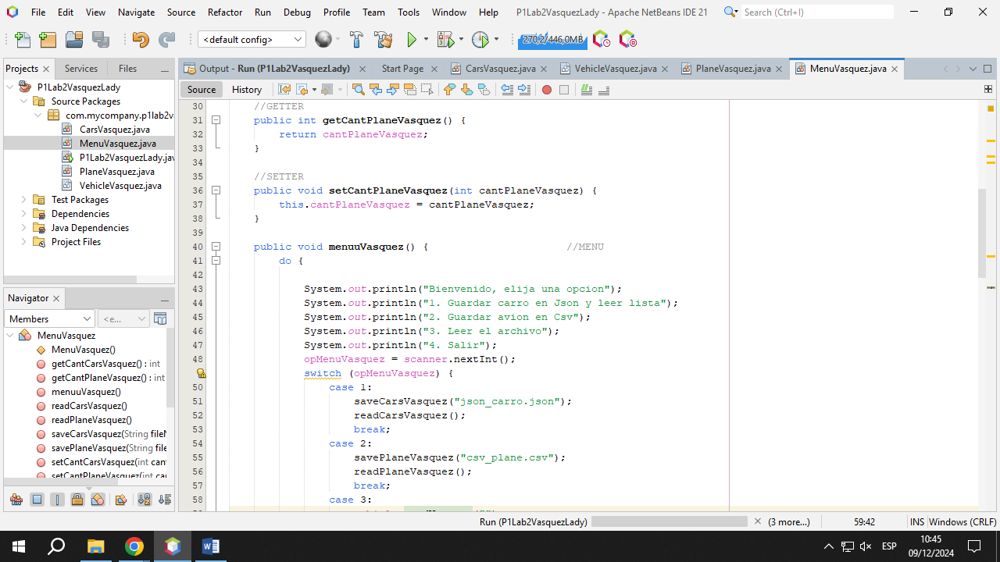 File Edit View Navigate Source Refactor Run Debug Profile Team Tools Window Help P1Lab2VasquezLady - Apache NetBeans IDE 21 Search (Ctrl+I)
<default config> 270,2/446,0MB
Projects Services Files
Output - Run (P1Lab2VasquezLady) Start Page CarsVasquez.java VehicleVasquez.java PlaneVasquez.java MenuVasquez.java
Source History
P1Lab2VasquezLady
Source Packages
com.mycompany.p1lab2va
CarsVasquez.java
MenuVasquez.java
P1Lab2VasquezLady.jav
PlaneVasquez.java
VehicleVasquez.java
Test Packages
Dependencies
Java Dependencies
Project Files
Navigator
Members <e...
MenuVasquez
MenuVasquez()
getCantCarsVasquez() : int
getCantPlaneVasquez() : int
menuuVasquez()
readCarsVasquez()
readPlaneVasquez()
saveCarsVasquez(String fileN
savePlaneVasquez(String file
setCantCarsVasquez(int cant
setCantPlaneVasquez(int car
30 //GETTER
31 public int getCantPlaneVasquez() {
32 return cantPlaneVasquez;
33 }
34
35 //SETTER
36 public void setCantPlaneVasquez(int cantPlaneVasquez) {
37 this.cantPlaneVasquez = cantPlaneVasquez;
38 }
39
40 public void menuuVasquez() { //MENU
41 do {
42
43 System.out.println("Bienvenido, elija una opcion");
44 System.out.println("1. Guardar carro en Json y leer lista");
45 System.out.println("2. Guardar avion en Csv");
46 System.out.println("3. Leer el archivo");
47 System.out.println("4. Salir");
48 opMenuVasquez = scanner.nextInt();
switch (opMenuVasquez) {
50 case 1:
51 saveCarsVasquez("json_carro.json");
52 readCarsVasquez();
53 break;
54 case 2:
55 savePlaneVasquez("csv_plane.csv");
56 readPlaneVasquez();
57 break;
58 case 3:
Run (P1Lab2VasquezLady) (3 more...) 59:42 INS Windows (CRLF)
ESP 10:45
09/12/2024